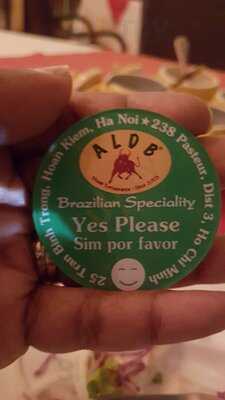 25 Tran Binh Trong, Hoan Kiem, Ha Noi ★ 238 Pasteur, Dist 3, Ho Chi Minh
ALDB
Brazilian Speciality
Yes Please
Sim por favor